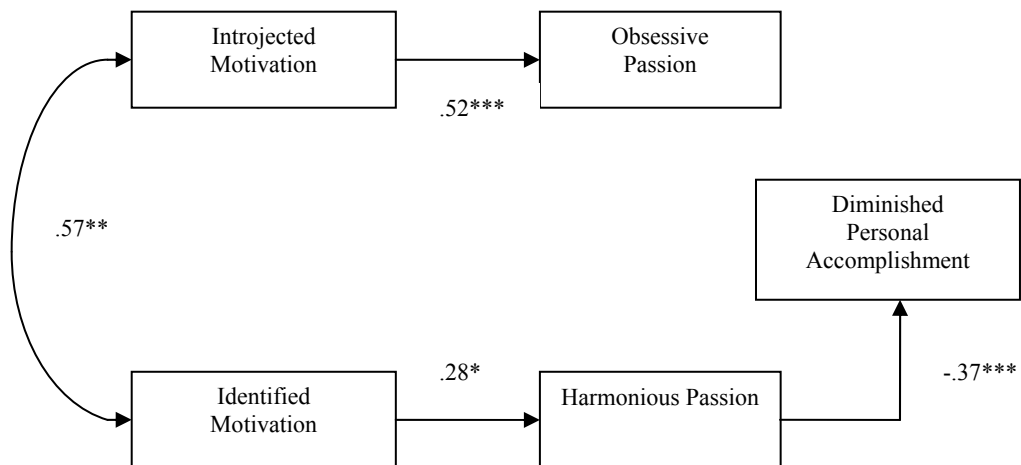 Introjected
Motivation
Obsessive
Passion
.52***
Diminished
Personal
Accomplishment
.57**
.28*
-.37***
Identified
Motivation
Harmonious Passion